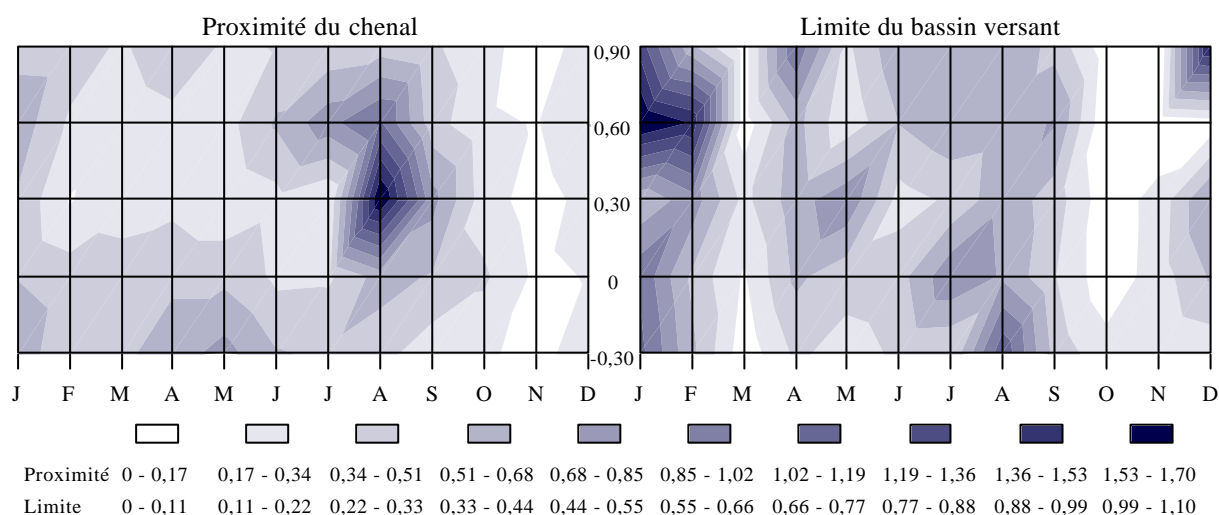 Proximité du chenal
Limite du bassin versant
0,90
0,60
0,30
0
-0,30
J F M A M J J A S O N D
J F M A M J J A S O N D
Proximité 0 - 0,17 0,17 - 0,34 0,34 - 0,51 0,51 - 0,68 0,68 - 0,85 0,85 - 1,02 1,02 - 1,19 1,19 - 1,36 1,36 - 1,53 1,53 - 1,70
Limite 0 - 0,11 0,11 - 0,22 0,22 - 0,33 0,33 - 0,44 0,44 - 0,55 0,55 - 0,66 0,66 - 0,77 0,77 - 0,88 0,88 - 0,99 0,99 - 1,10